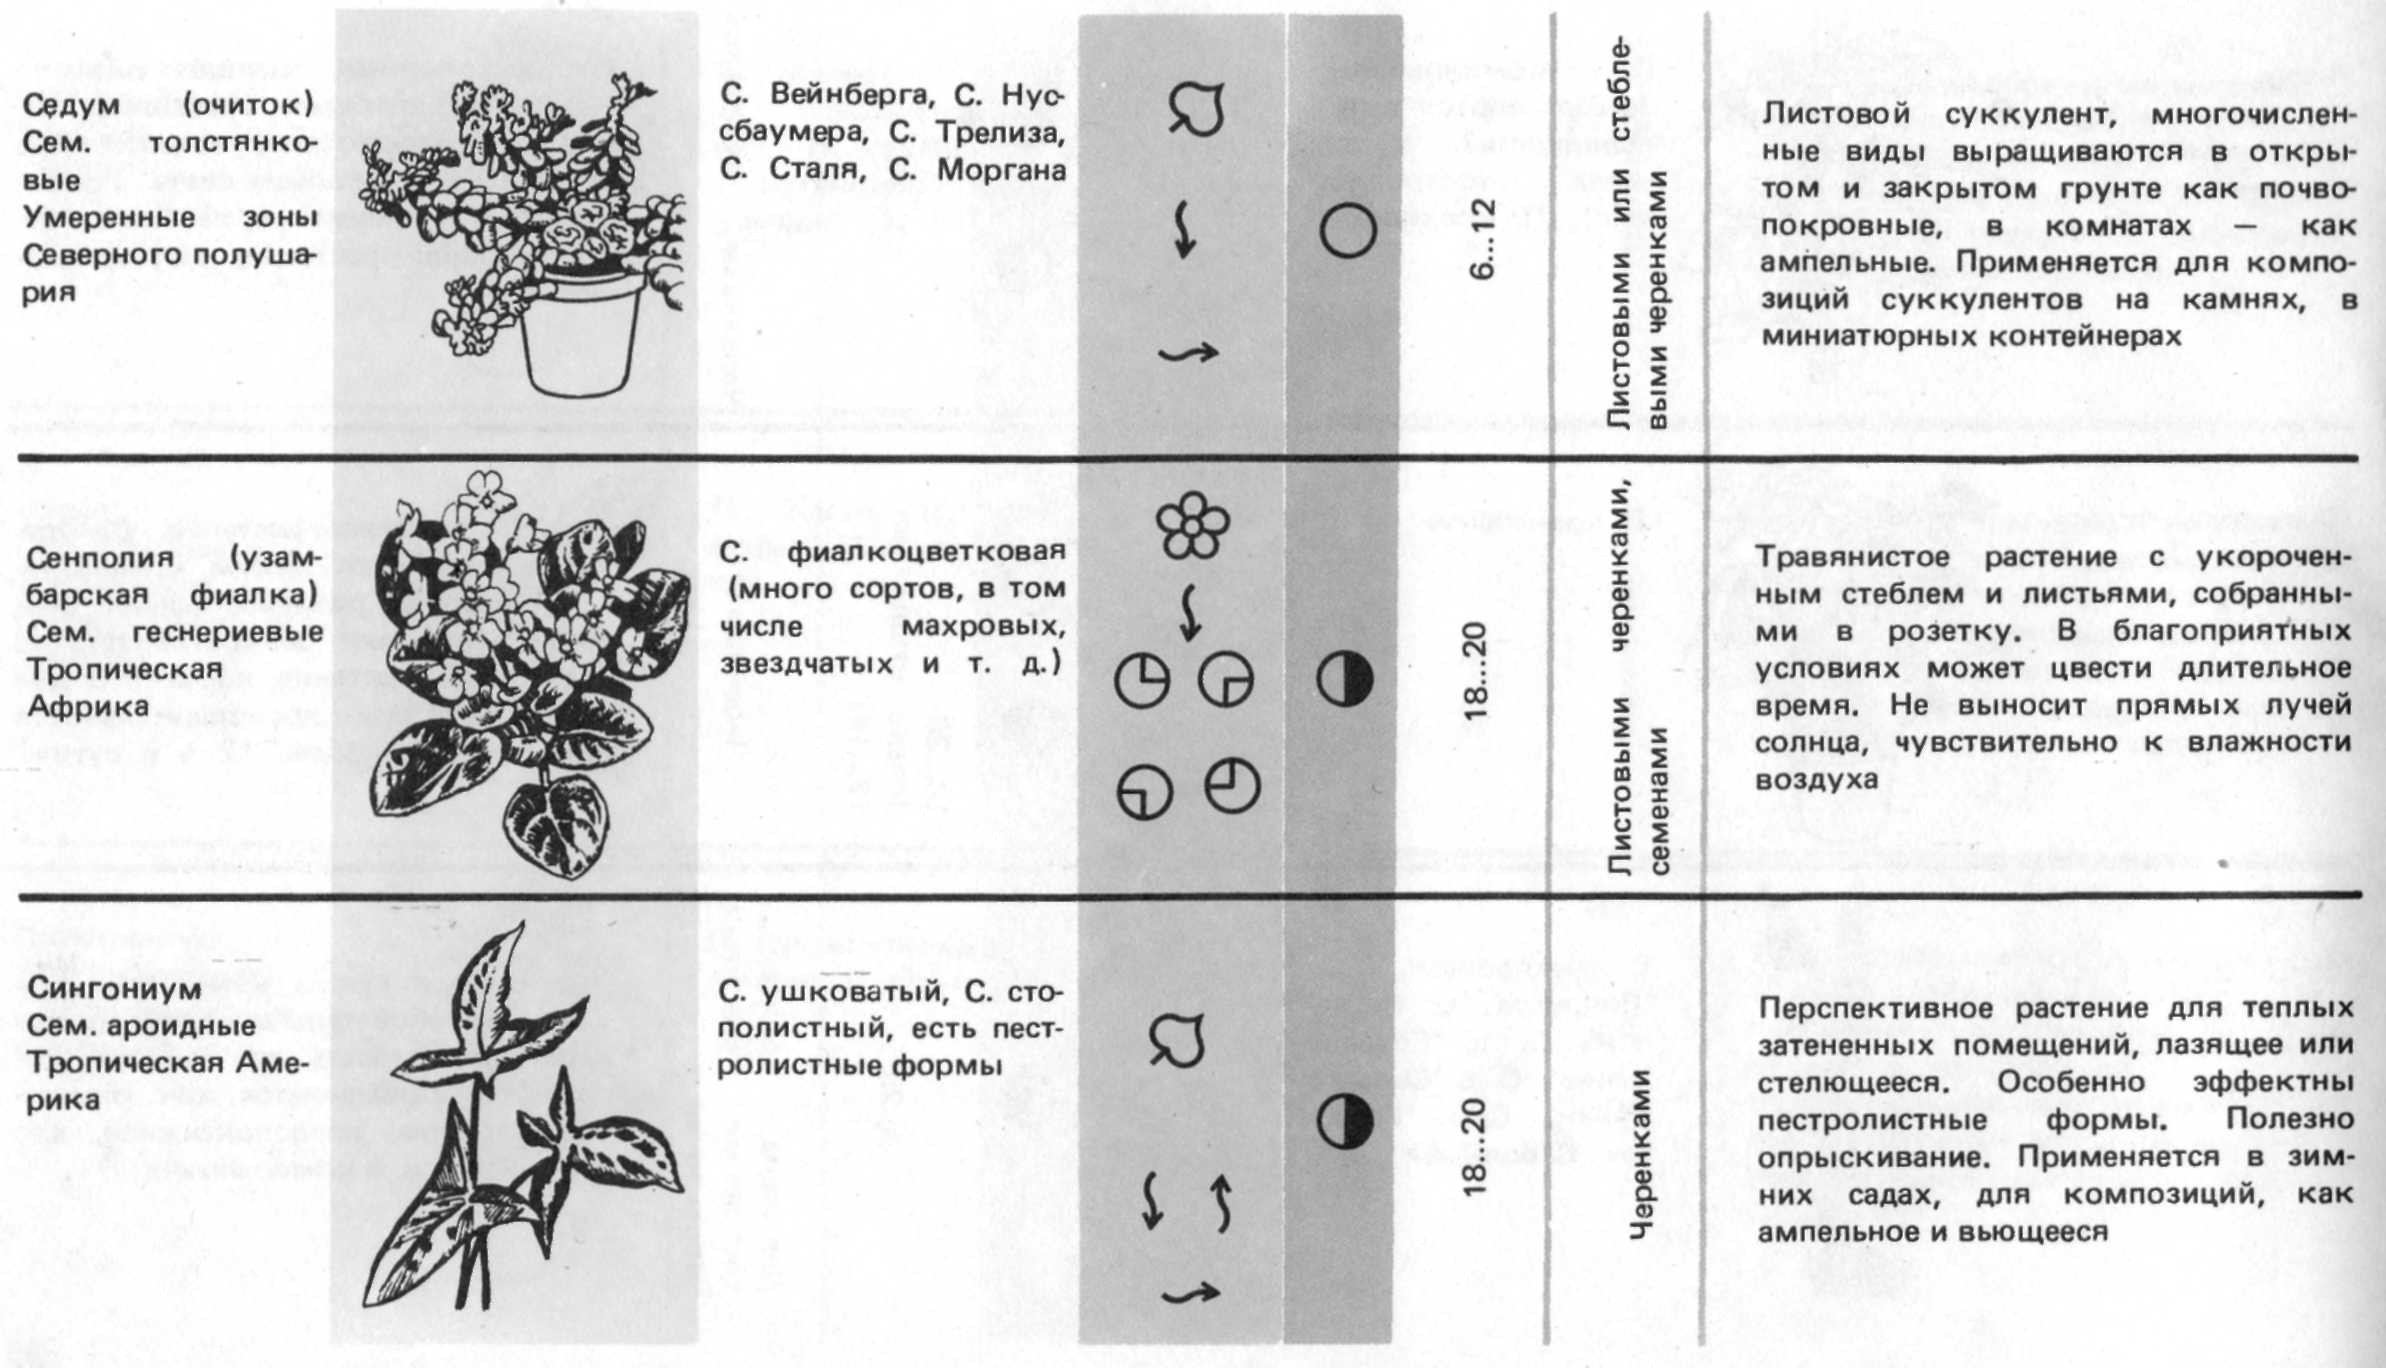 Седум (очиток)
Сем. толстянко-
вые
Умеренные зоны
Северного полуша-
рия
С. Вейнберга, С. Нус-
сбаумера, С. Трелиза,
С. Сталя, С. Моргана
6...12
Листовыми или стебле-
выми черенками
Листовой суккулент, многочислен-
ные виды выращиваются в откры-
том и закрытом грунте как почво-
покровные, в комнатах — как
ампельные. Применяется для компо-
зиций суккулентов на камнях, в
миниатюрных контейнерах
Сенполия (узам-
барская фиалка)
Сем. геснериевые
Тропическая
Африка
С. фиалкоцветковая
(много сортов, в том
числе махровых,
звездчатых и т. д.)
18...20
Листовыми черенками,
семенами
Травянистое растение с укорочен-
ным стеблем и листьями, собранны-
ми в розетку. В благоприятных
условиях может цвести длительное
время. Не выносит прямых лучей
солнца, чувствительно к влажности
воздуха
Сингониум
Сем. ароидные
Тропическая Аме-
рика
С. ушковатый, С. сто-
полистный, есть пест-
ролистные формы
18..20
Черенками
Перспективное растение для теплых
затененных помещений, лазящее или
стелющееся. Особенно эффектны
пестролистные формы. Полезно
опрыскивание. Применяется в зим-
них садах, для композиций, как
ампельное и вьющееся